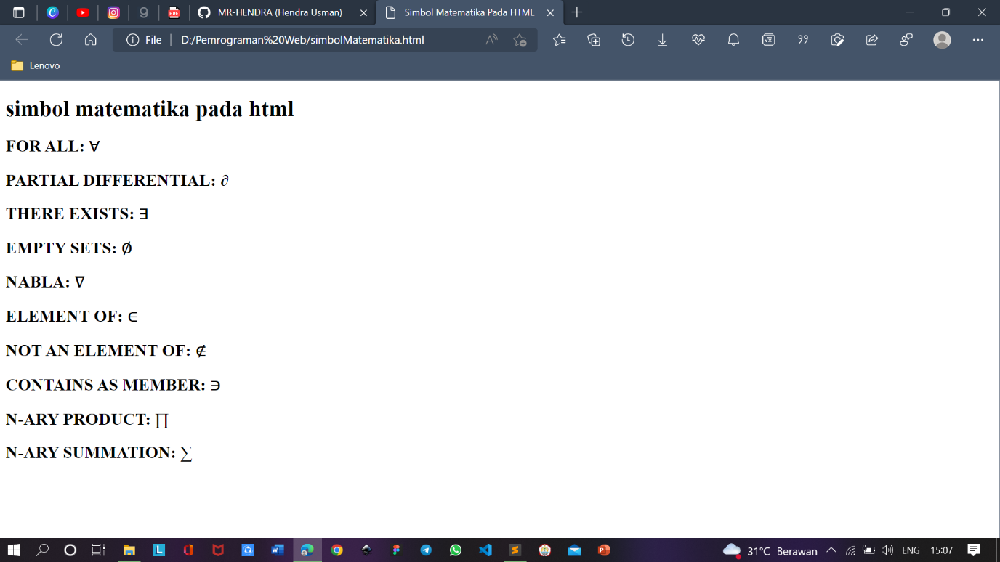 MR-HENDRA (Hendra Usman)
Simbol Matematika Pada HTML
File
D:/Pemrograman%20Web/simbolMatematika.html
Lenovo
simbol matematika pada html
FOR ALL: ∀
PARTIAL DIFFERENTIAL: ∂
THERE EXISTS: ∃
EMPTY SETS: ∅
NABLA: ∇
ELEMENT OF: ∈
NOT AN ELEMENT OF: ∉
CONTAINS AS MEMBER: ∋
N-ARY PRODUCT: ∏
N-ARY SUMMATION: ∑
31°C Berawan ENG 15:07